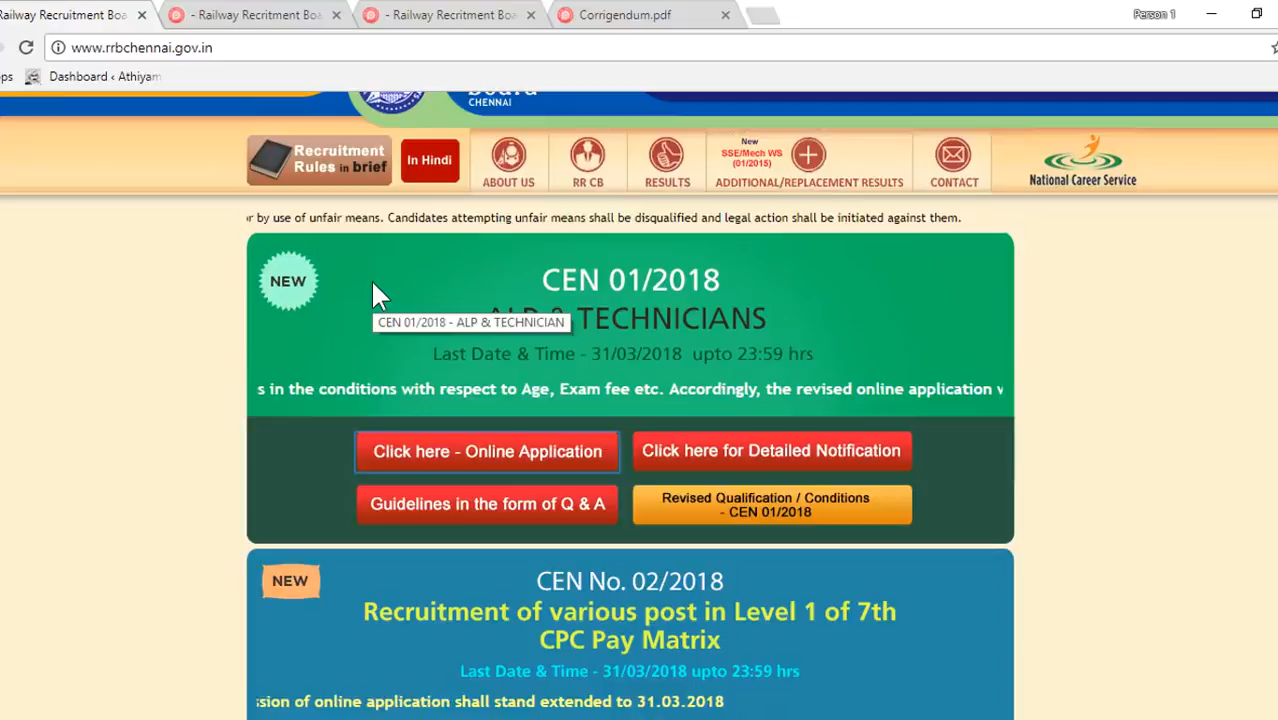 Railway Recruitment Boa
- Railway Recritment Boa
- Railway Recritment Boa
Corrigendum.pdf
Person 1
www.rrbchennai.gov.in
ps
Dashboard ‹ Athiyam
CHENNAI
Recruitment
Rules in brief
In Hindi
ABOUT US
RR CB
RESULTS
New
SSE/Mech WS
(01/2015)
ADDITIONAL/REPLACEMENT RESULTS
CONTACT
National Career Service
r by use of unfair means. Candidates attempting unfair means shall be disqualified and legal action shall be initiated against them.
NEW
CEN 01/2018
ALP & TECHNICIANS
CEN 01/2018 - ALP & TECHNICIAN
Last Date & Time - 31/03/2018 upto 23:59 hrs
s in the conditions with respect to Age, Exam fee etc. Accordingly, the revised online application v
Click here - Online Application
Click here for Detailed Notification
Guidelines in the form of Q & A
Revised Qualification / Conditions
- CEN 01/2018
NEW
CEN No. 02/2018
Recruitment of various post in Level 1 of 7th
CPC Pay Matrix
Last Date & Time - 31/03/2018 upto 23:59 hrs
sion of online application shall stand extended to 31.03.2018